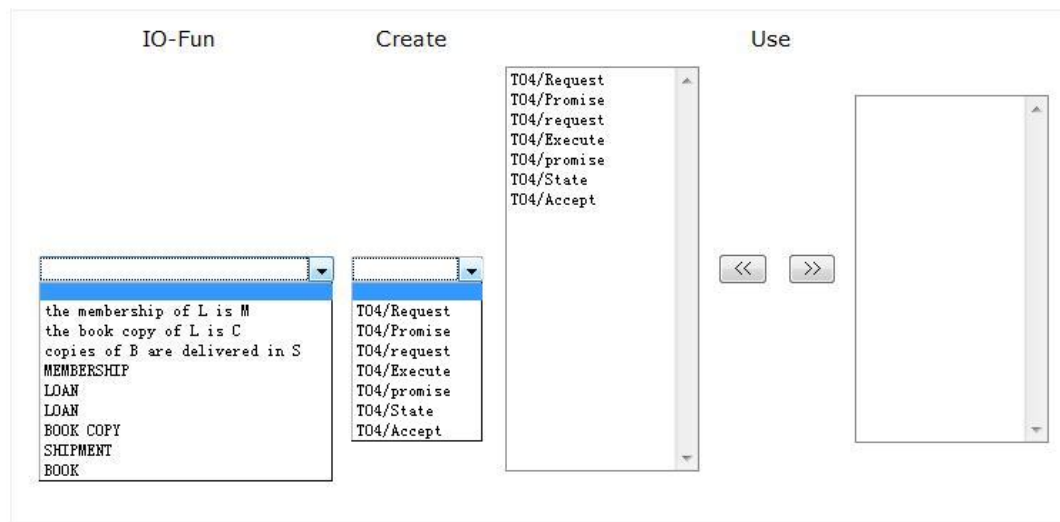 IO-Fun
Create
Use
the membership of L is M
the book copy of L is C
copies of B are delivered in S
MEMBERSHIP
LOAN
LOAN
BOOK COPY
SHIPMENT
BOOK
T04/Request
T04/Promise
T04/request
T04/Execute
T04/promise
T04/State
T04/Accept
T04/Request
T04/Promise
T04/request
T04/Execute
T04/promise
T04/State
T04/Accept
<<
>>